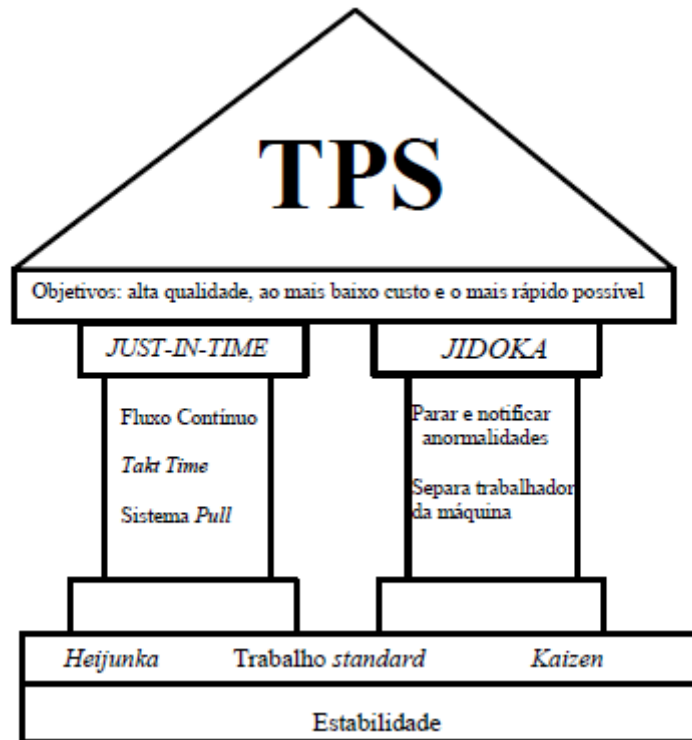 TPS
Objetivos: alta qualidade, ao mais baixo custo e o mais rápido possível
JUST-IN-TIME
JIDOKA
Fluxo Contínuo
Takt Time
Sistema Pull
Parar e notificar
anormalidades
Separa trabalhador
da máquina
Heijunka Trabalho standard Kaizen
Estabilidade